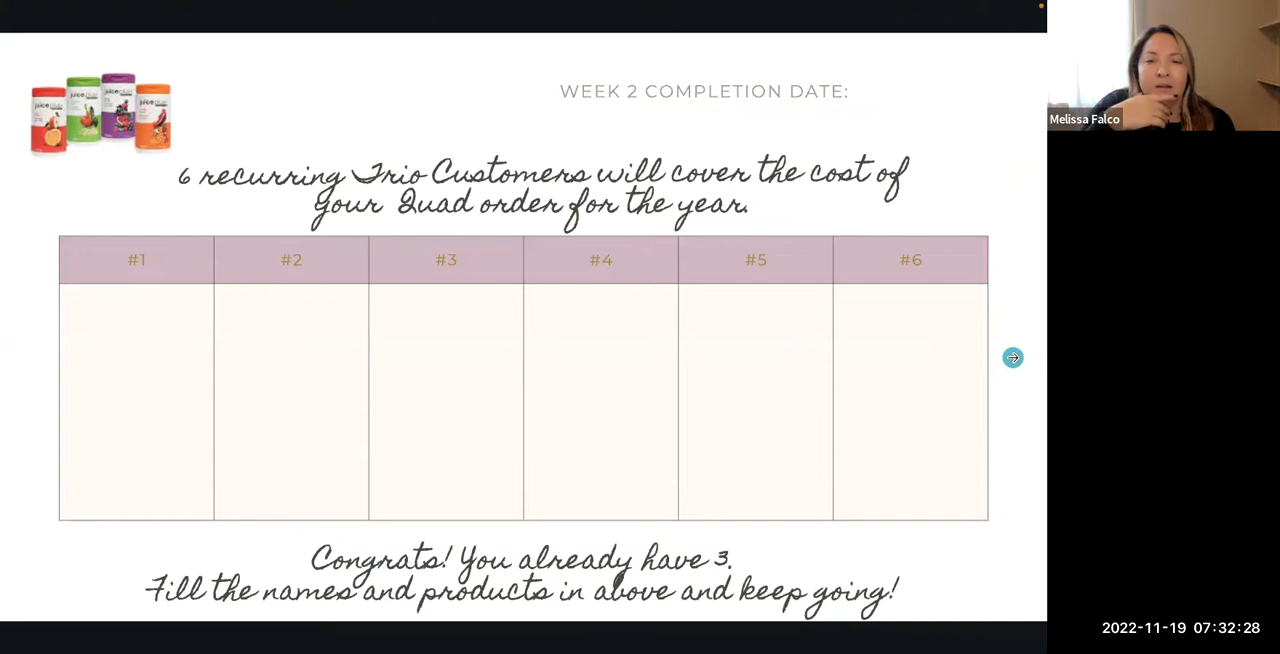 WEEK 2 COMPLETION DATE:
Melissa Falco
6 recurring Trio Customers will cover the cost of
your Quad order for the year.
#1 #2 #3 #4 #5 #6
Congrats! You already have 3.
Fill the names and products in above and keep going!
2022-11-19 07:32:28